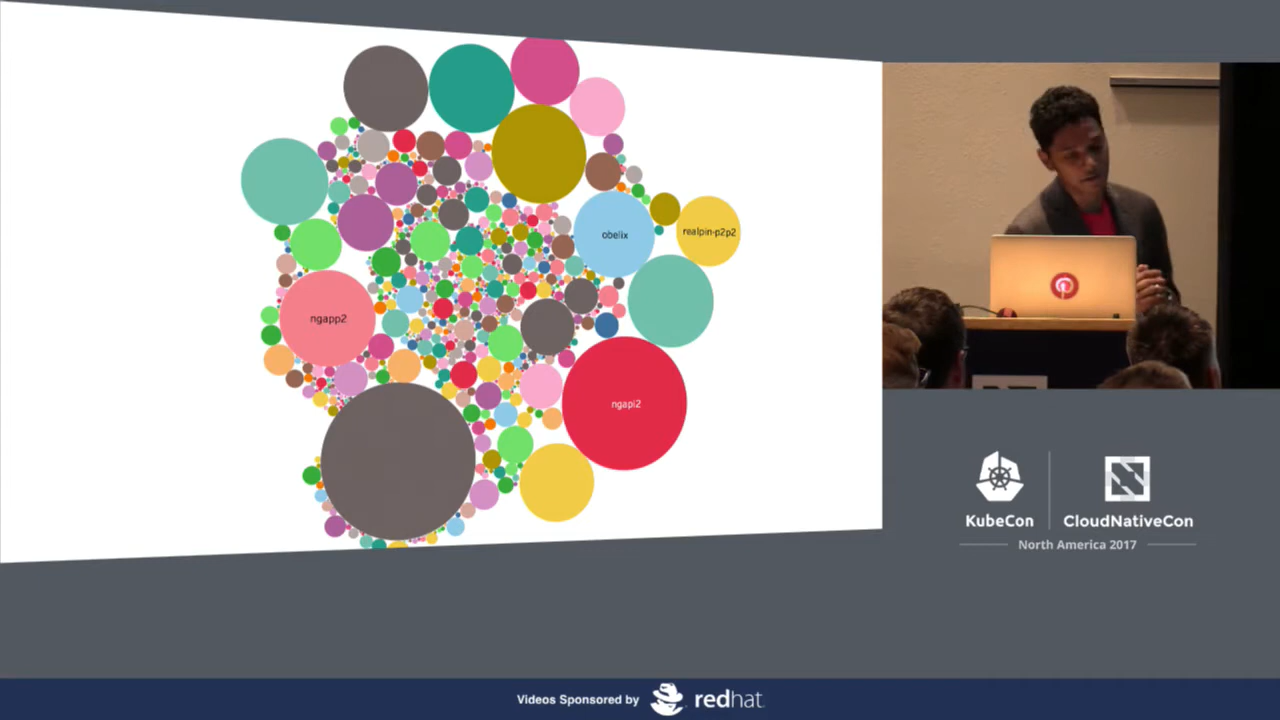 obelix
realpin-p2p2
ngapp2
ngapi2
KubeCon
CloudNativeCon
North America 2017
Videos Sponsored by redhat